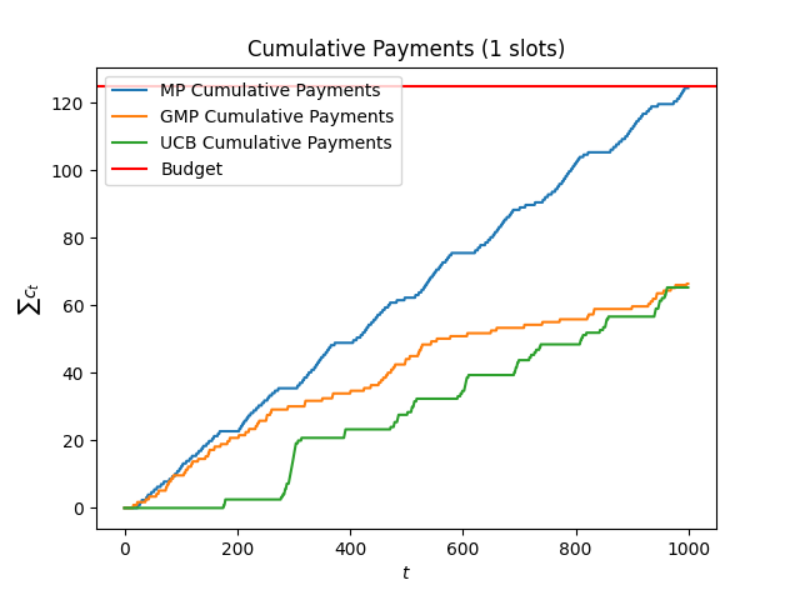 Cumulative Payments (1 slots)
MP Cumulative Payments
GMP Cumulative Payments
UCB Cumulative Payments
Budget
120
100
80
60
40
20
0
∑ c_t
0 200 400 600 800 1000
t